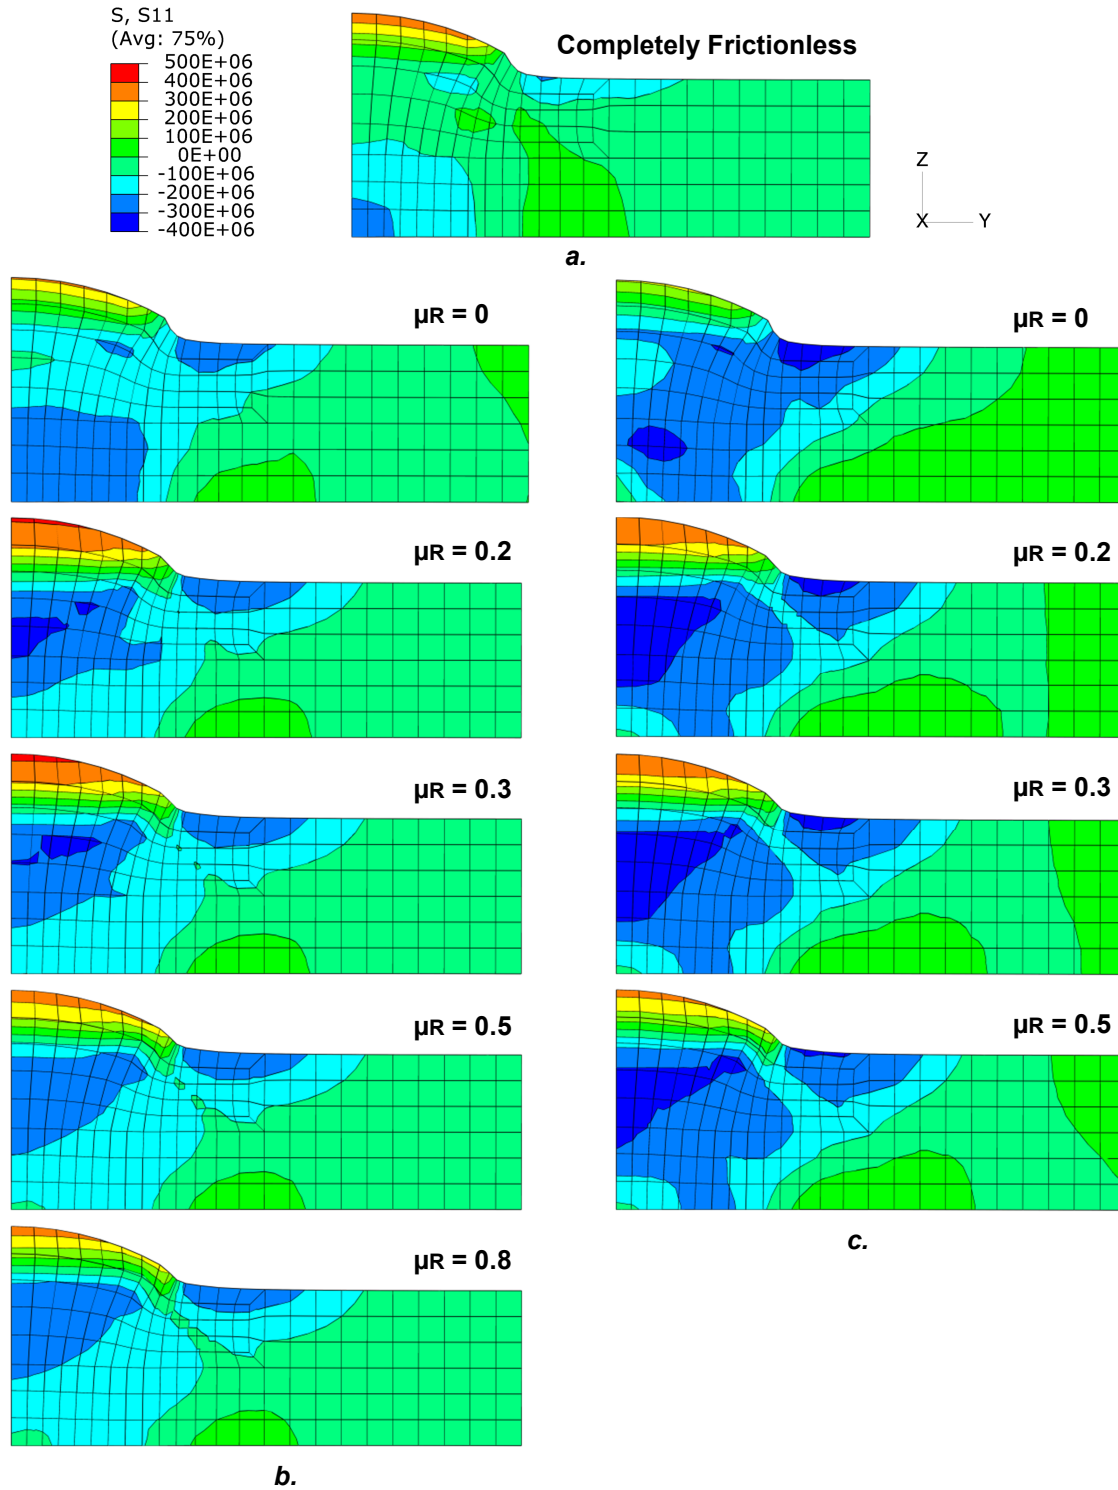 S, S11
(Avg: 75%)
500E+06
400E+06
300E+06
200E+06
100E+06
0E+00
-100E+06
-200E+06
-300E+06
-400E+06
Completely Frictionless
Z
X
Y
a.
µR = 0
µR = 0
µR = 0.2
µR = 0.2
µR = 0.3
µR = 0.3
µR = 0.5
µR = 0.5
µR = 0.8
c.
b.